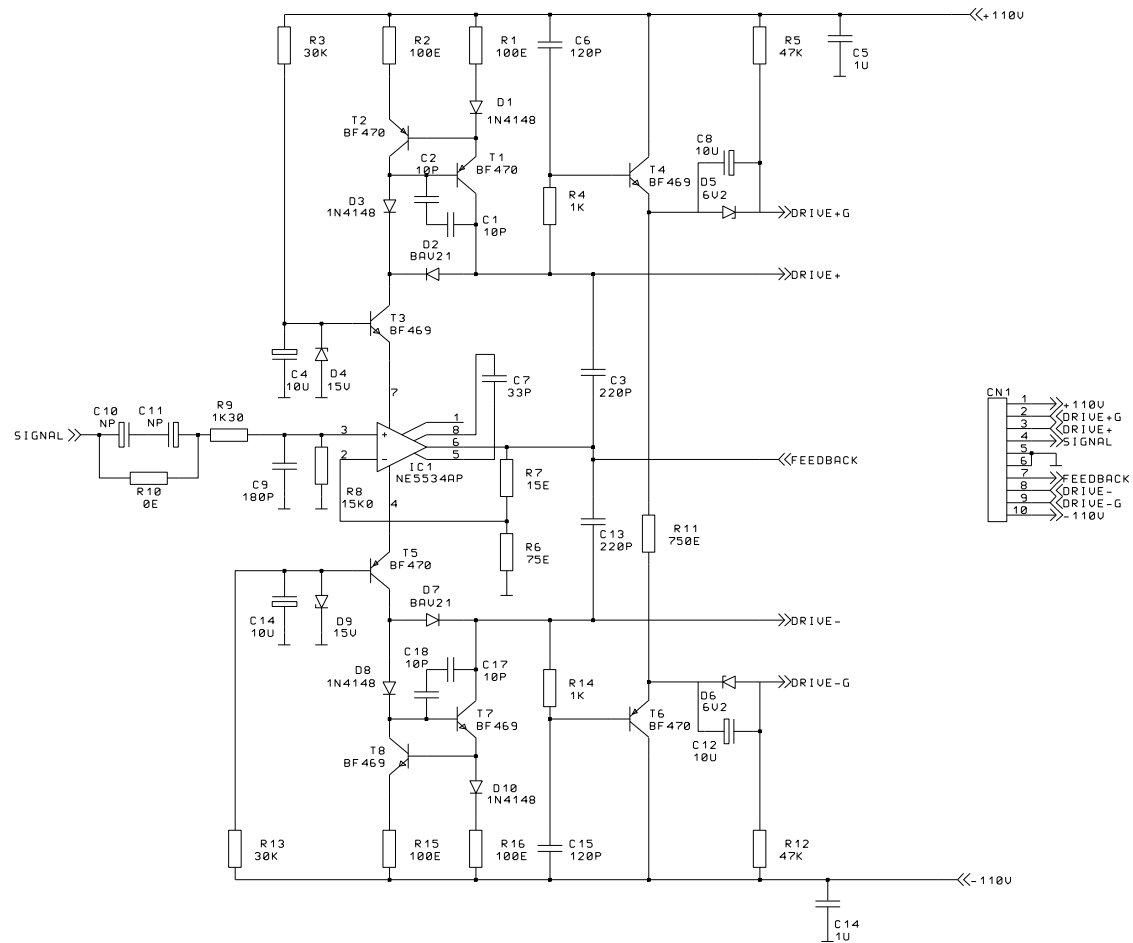 +110V
R3
30K
R2
100E
R1
100E
C6
120P
R5
47K
C5
1U
D1
1N4148
T2
BF470
C2
10P
T1
BF470
C8
10U
T4
BF469
D5
6V2
D3
1N4148
C1
10P
R4
1K
DRIVE+G
D2
BAV21
DRIVE+
T3
BF469
C4
10U
D4
15V
7
C7
33P
C3
220P
C10
NP
C11
NP
R9
1K30
SIGNAL
3
+
2
-
1
8
6
5
IC1
NE5534AP
FEEDBACK
R10
0E
C9
180P
R8
15K0
4
R7
15E
R6
75E
C13
220P
R11
750E
CN1
1
+110V
2
DRIVE+G
3
DRIVE+
4
SIGNAL
5
6
7
FEEDBACK
8
DRIVE-
9
DRIVE-G
10
-110V
T5
BF470
D7
BAV21
C14
10U
D9
15V
DRIVE-
D8
1N4148
C18
10P
C17
10P
R14
1K
DRIVE-G
D6
6V2
T7
BF469
T6
BF470
C12
10U
T8
BF469
D10
1N4148
R13
30K
R15
100E
R16
100E
C15
120P
R12
47K
-110V
C14
1U